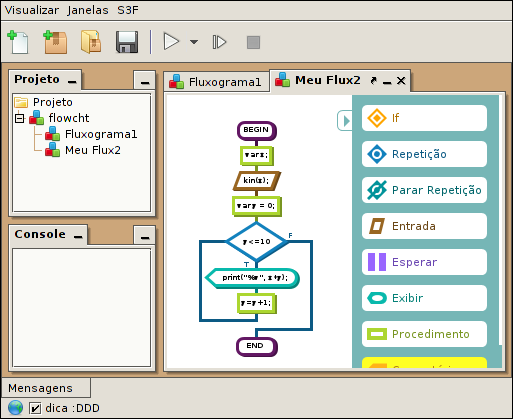 Visualizar Janelas S3F
Projeto
Projeto
flowcht
Fluxograma1
Meu Flux2
Console
Fluxograma1
Meu Flux2
BEGIN
var x;
kin(x);
var y = 0;
y<=10
F
T
print("%v", x+y);
y=y+1;
END
If
Repetição
Parar Repetição
Entrada
Esperar
Exibir
Procedimento
Mensagens
dica :DDD